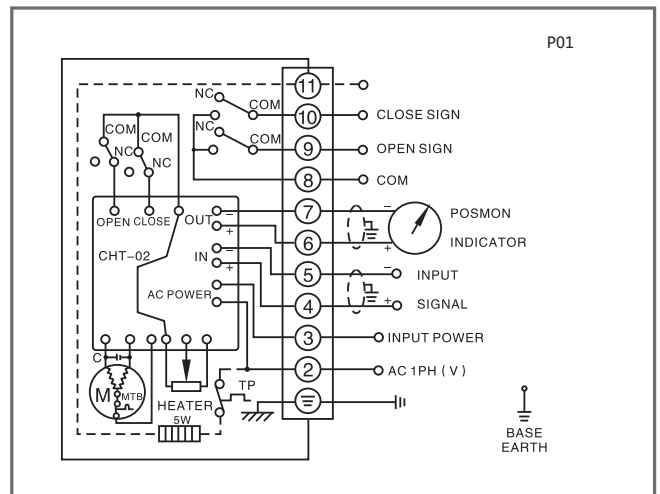 P01
11
NC
COM
10
CLOSE SIGN
COM
COM
NC
COM
9
OPEN SIGN
NC
NC
8
COM
7
−
POSMON
OPEN
CLOSE
OUT
−
+
6
+
INDICATOR
CHT-02
IN
−
+
5
−
INPUT
AC POWER
4
+
SIGNAL
3
INPUT POWER
C
2
AC 1PH ( V )
M
MTB
HEATER
5W
TP
BASE
EARTH